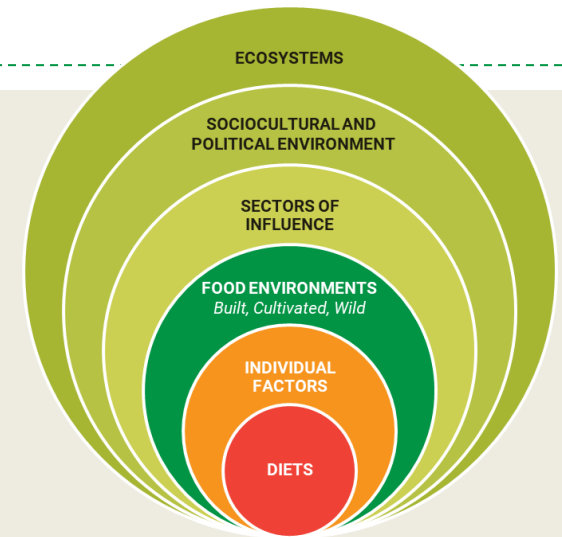 ECOSYSTEMS
SOCIOCULTURAL AND
POLITICAL ENVIRONMENT
SECTORS OF
INFLUENCE
FOOD ENVIRONMENTS
Built, Cultivated, Wild
INDIVIDUAL
FACTORS
DIETS